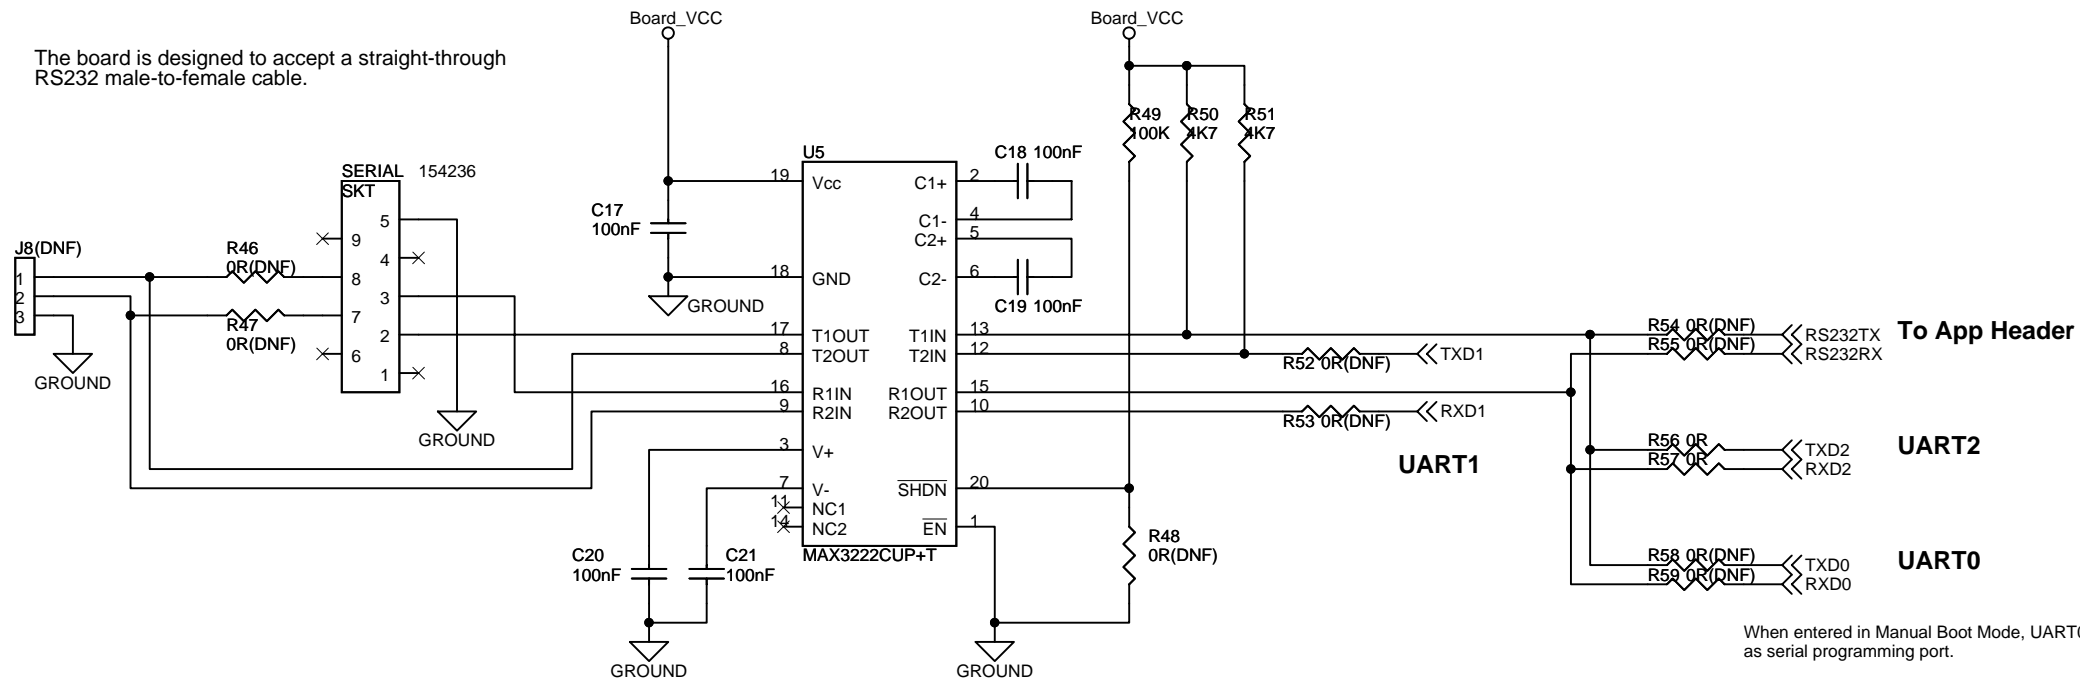 Board_VCC
Board_VCC
The board is designed to accept a straight-through
RS232 male-to-female cable.
R49
100K
R50
4K7
R51
4K7
U5
C18 100nF
SERIAL 154236
SKT
19 Vcc
C1+ 2
C17
100nF
5
C1- 4
C2+ 5
9
J8(DNF)
R46
0R(DNF)
4
1
8
18 GND
C2- 6
2
3
GROUND
C19 100nF
3
7
R47
0R(DNF)
2
17 T1OUT
T1IN 13
R54 0R(DNF)
RS232TX
To App Header
8 T2OUT
T2IN 12
R52 0R(DNF)
TXD1
R55 0R(DNF)
RS232RX
6
1
GROUND
16 R1IN
R1OUT 15
9 R2IN
R2OUT 10
R53 0R(DNF)
RXD1
GROUND
3 V+
R56 0R
TXD2
UART2
R57 0R
RXD2
UART1
7 V-
SHDN 20
11 NC1
14 NC2
EN 1
R48
0R(DNF)
MAX3222CUP+T
C20
100nF
C21
100nF
R58 0R(DNF)
TXD0
UART0
R59 0R(DNF)
RXD0
When entered in Manual Boot Mode, UART0
as serial programming port.
GROUND
GROUND